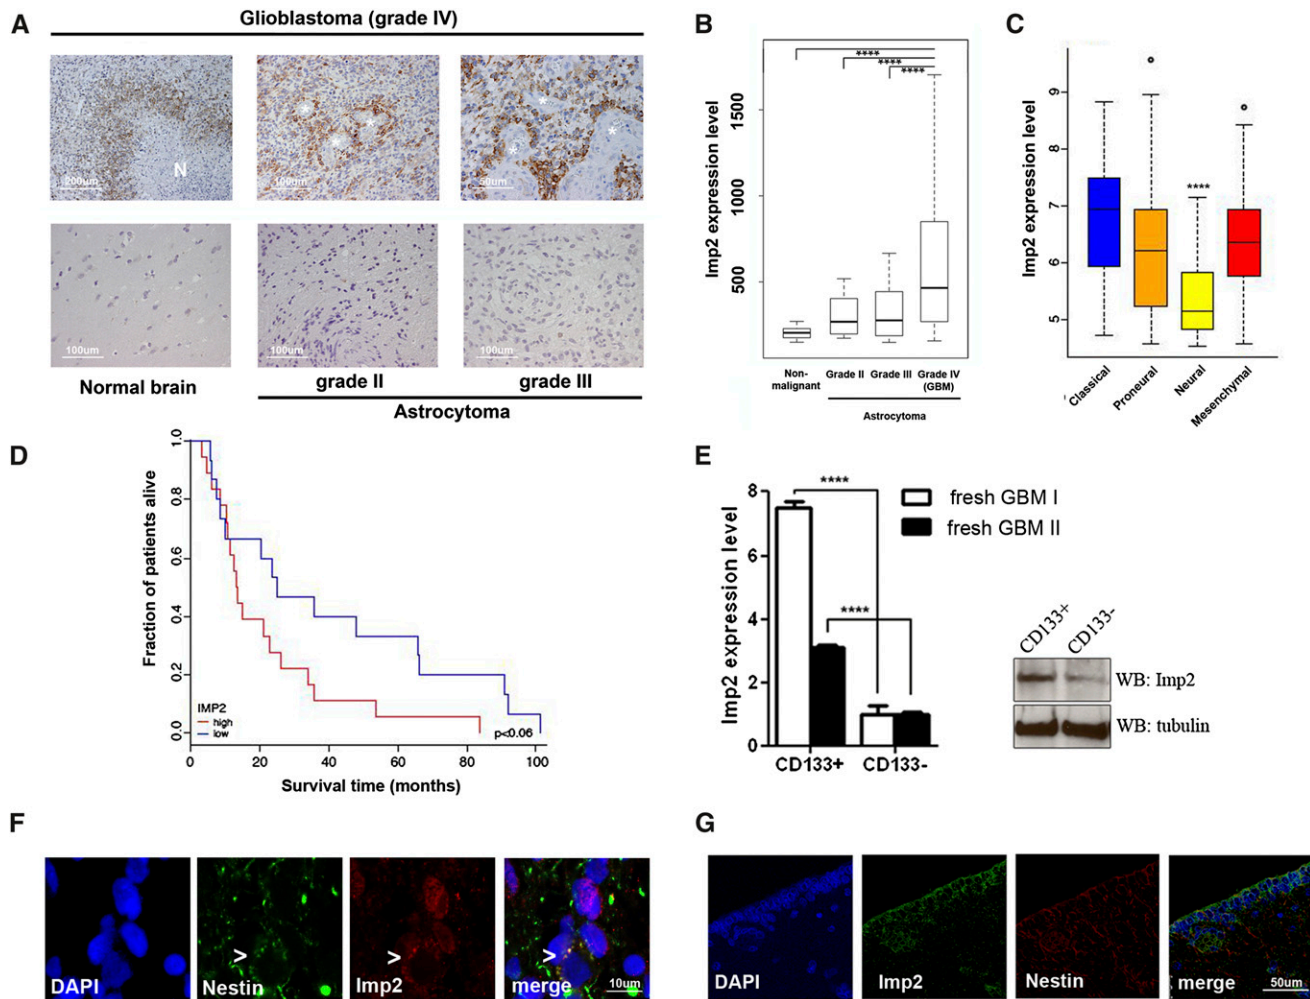 A
Glioblastoma (grade IV)
200um
N
100um
*
*
*
50um
*
*
*
100um
100um
100um
Normal brain
grade II
grade III
Astrocytoma
B
Imp2 expression level
1500
1000
500
****
****
****
Non-
malignant
Grade II
Grade III
Grade IV
(GBM)
Astrocytoma
C
Imp2 expression level
9
8
7
6
5
****
Classical
Proneural
Neural
Mesenchymal
D
Fraction of patients alive
1.0
0.8
0.6
0.4
0.2
0.0
IMP2
high
low
p<0.06
0
20
40
60
80
100
Survival time (months)
E
Imp2 expression level
8
6
4
2
0
****
****
fresh GBM I
fresh GBM II
CD133+
CD133-
CD133+
CD133-
WB: Imp2
WB: tubulin
F
DAPI
>
Nestin
>
Imp2
>
merge
10um
G
DAPI
Imp2
Nestin
merge
50um